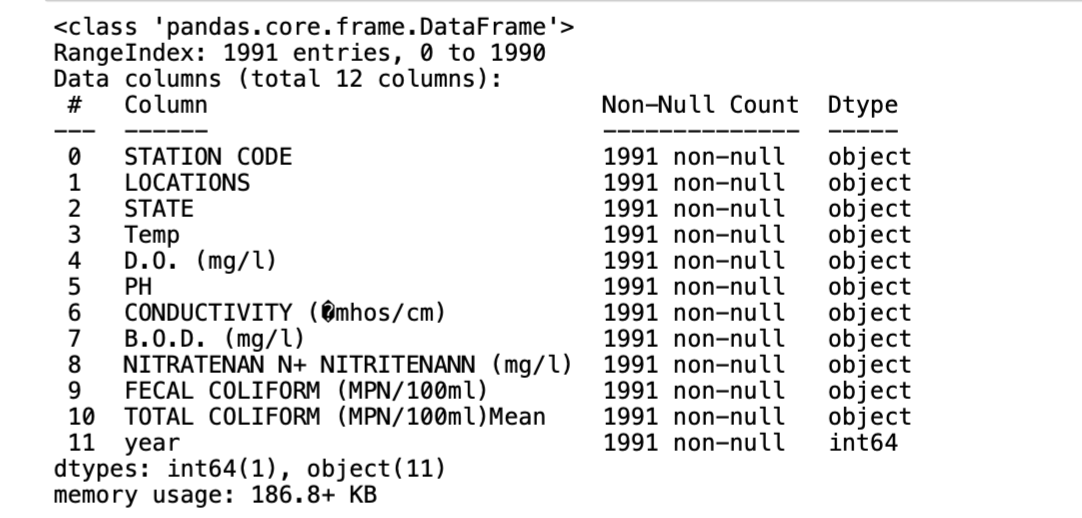 <class 'pandas.core.frame.DataFrame'>
RangeIndex: 1991 entries, 0 to 1990
Data columns (total 12 columns):
 #   Column                            Non-Null Count  Dtype
---  ------                            --------------  -----
 0   STATION CODE                      1991 non-null   object
 1   LOCATIONS                         1991 non-null   object
 2   STATE                             1991 non-null   object
 3   Temp                              1991 non-null   object
 4   D.O. (mg/l)                       1991 non-null   object
 5   PH                                1991 non-null   object
 6   CONDUCTIVITY (�mhos/cm)           1991 non-null   object
 7   B.O.D. (mg/l)                     1991 non-null   object
 8   NITRATENAN N+ NITRITENANN (mg/l)  1991 non-null   object
 9   FECAL COLIFORM (MPN/100ml)        1991 non-null   object
 10  TOTAL COLIFORM (MPN/100ml)Mean    1991 non-null   object
 11  year                              1991 non-null   int64
dtypes: int64(1), object(11)
memory usage: 186.8+ KB